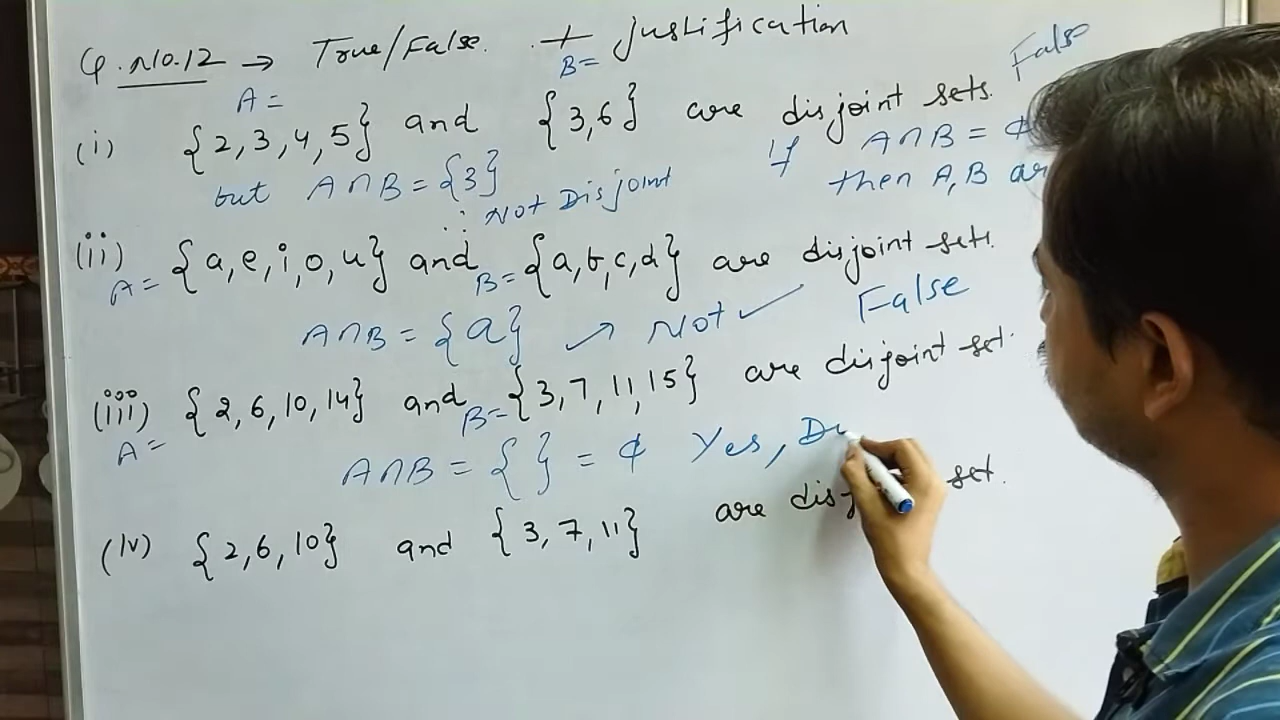 Q.no.12 → True/False. + justification
A = B = False
(i) {2,3,4,5} and {3,6} are disjoint sets.
but A∩B = {3} If A∩B = ϕ
∴ Not Disjoint then A,B ar
(ii) {a,e,i,o,u} and {a,b,c,d} are disjoint sets.
A = B =
A∩B = {a} → Not ✓ False
(iii) {2,6,10,14} and {3,7,11,15} are disjoint set.
A = B =
A∩B = { } = ϕ Yes, Di
(iv) {2,6,10} and {3,7,11} are disj set.